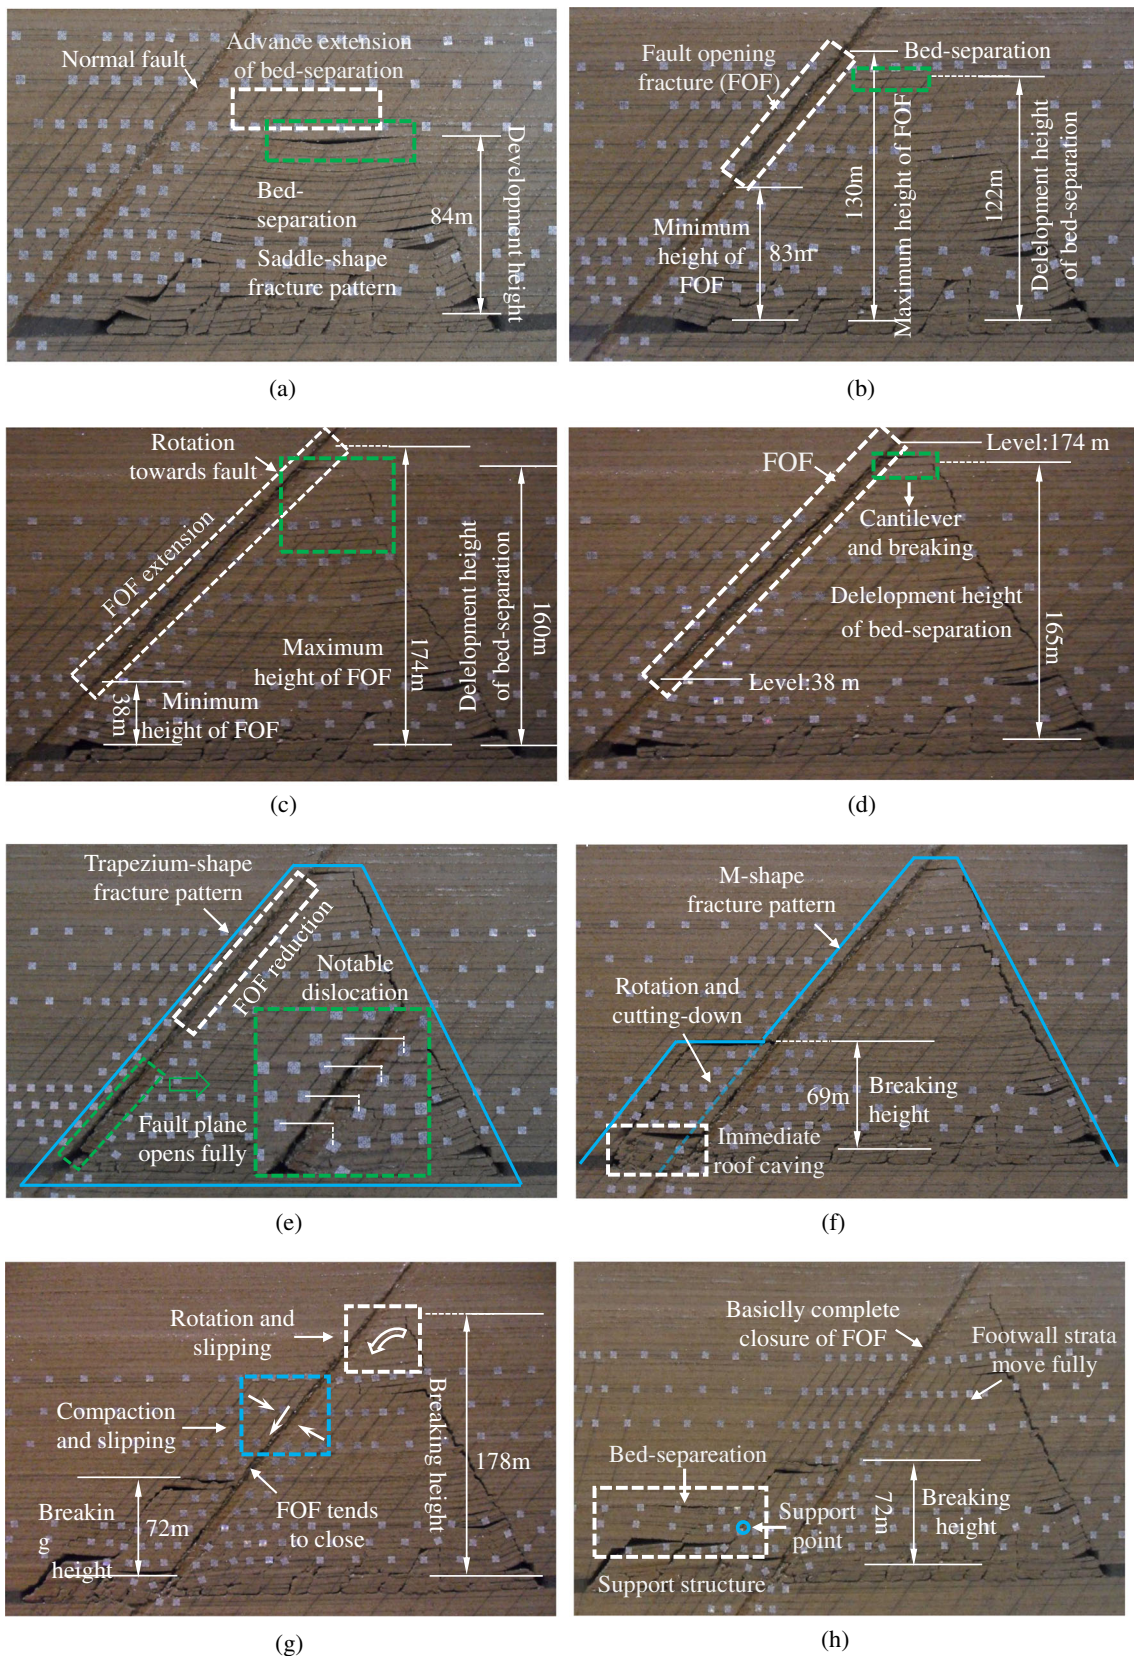 Normal fault
Advance extension
of bed-separation
Bed-
separation
Saddle-shape
fracture pattern
84m
Development height
(a)
Fault opening
fracture (FOF)
Bed-separation
Minimum
height of
FOF
83m
130m
Maximum height of FOF
122m
Delelopment height
of bed-separation
(b)
Rotation
towards fault
FOF extension
Maximum
height of FOF
Minimum
height of FOF
38m
174m
Delelopment height
of bed-separation
160m
(c)
FOF
Level:174 m
Cantilever
and breaking
Delelopment height
of bed-separation
165m
Level:38 m
(d)
Trapezium-shape
fracture pattern
FOF reduction
Notable
dislocation
Fault plane
opens fully
(e)
M-shape
fracture pattern
Rotation and
cutting-down
69m
Breaking
height
Immediate
roof caving
(f)
Rotation and
slipping
Compaction
and slipping
Breakin
g
height
72m
FOF tends
to close
Breaking height
178m
(g)
Basiclly complete
closure of FOF
Footwall strata
move fully
Bed-separeation
Support
point
72m
Breaking
height
Support structure
(h)